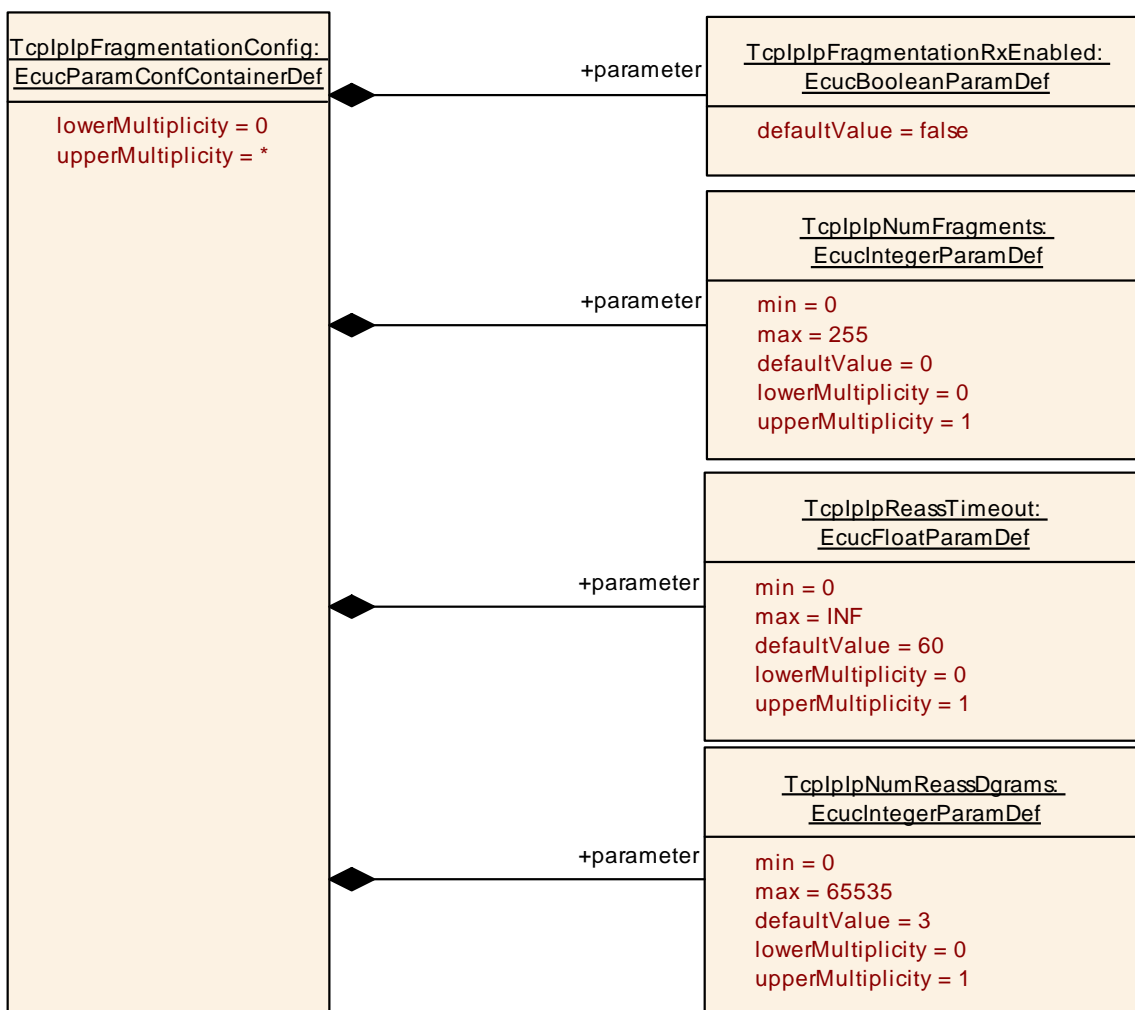 TcpIpIpFragmentationConfig:
EcucParamConfContainerDef
lowerMultiplicity = 0
upperMultiplicity = *
+parameter
TcpIpIpFragmentationRxEnabled:
EcucBooleanParamDef
defaultValue = false
+parameter
TcpIpIpNumFragments:
EcucIntegerParamDef
min = 0
max = 255
defaultValue = 0
lowerMultiplicity = 0
upperMultiplicity = 1
+parameter
TcpIpIpReassTimeout:
EcucFloatParamDef
min = 0
max = INF
defaultValue = 60
lowerMultiplicity = 0
upperMultiplicity = 1
+parameter
TcpIpIpNumReassDgrams:
EcucIntegerParamDef
min = 0
max = 65535
defaultValue = 3
lowerMultiplicity = 0
upperMultiplicity = 1